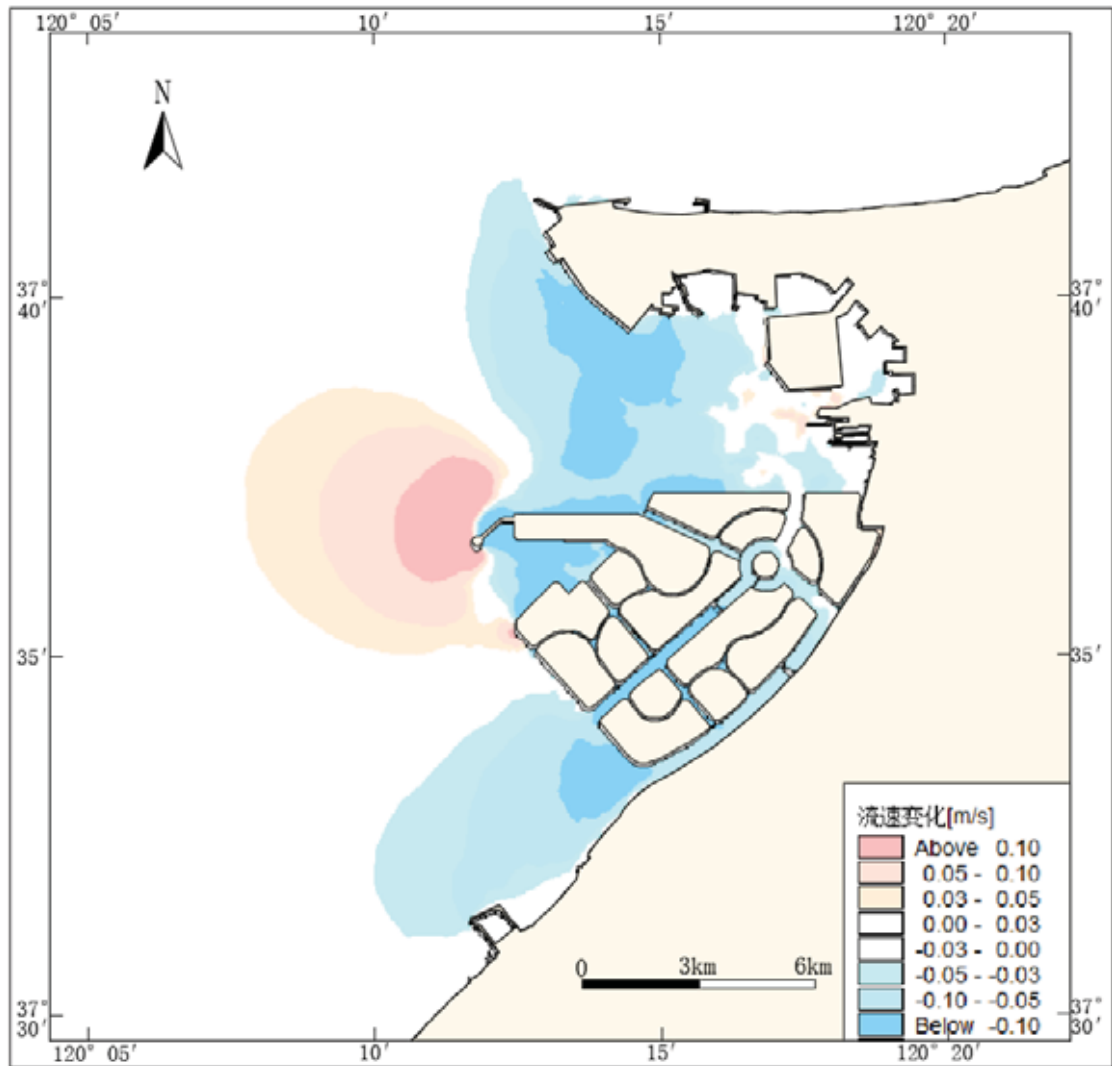 120° 05′ 10′ 15′ 120° 20′
N
37° 37°
40′ 40′
35′ 35′
流速变化[m/s]
Above 0.10
0.05 - 0.10
0.03 - 0.05
0.00 - 0.03
-0.03 - 0.00
-0.05 - -0.03
-0.10 - -0.05
Below -0.10
0 3km 6km
37° 37°
30′ 30′
120° 05′ 10′ 15′ 120° 20′